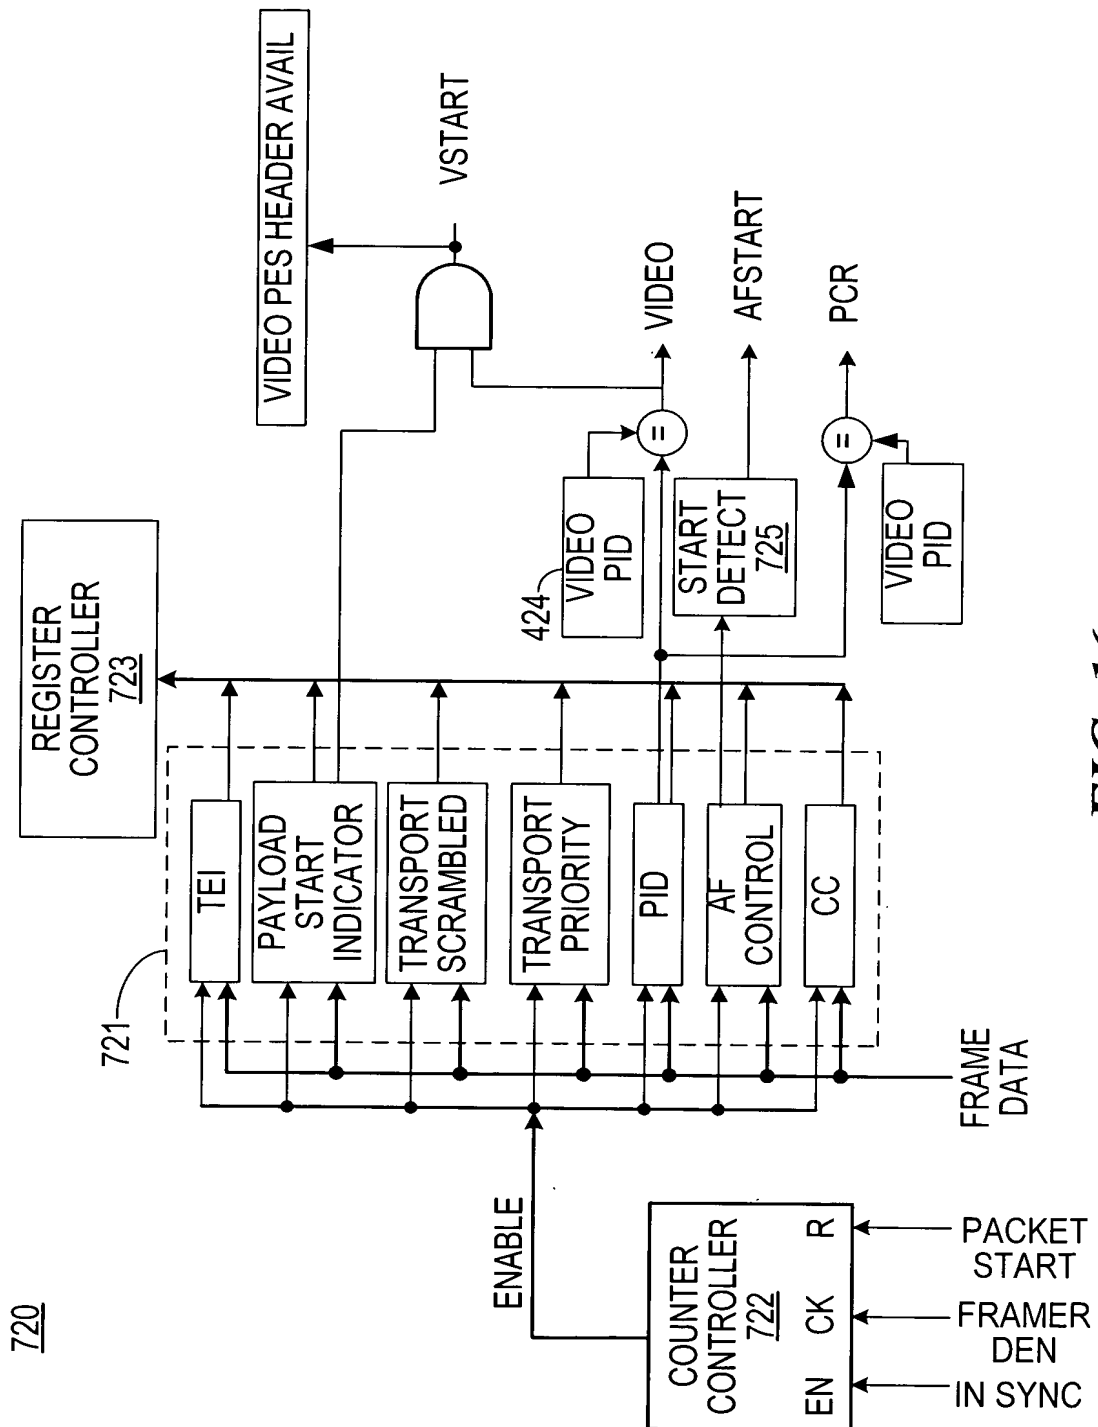 720
COUNTER
CONTROLLER
722
EN
CK
R
IN SYNC
FRAMER
DEN
PACKET
START
ENABLE
FRAME
DATA
721
TEI
PAYLOAD
START
INDICATOR
TRANSPORT
SCRAMBLED
TRANSPORT
PRIORITY
PID
AF
CONTROL
CC
REGISTER
CONTROLLER
723
424
VIDEO
PID
START
DETECT
725
VIDEO
PID
=
=
VIDEO PES HEADER AVAIL
VSTART
VIDEO
AFSTART
PCR